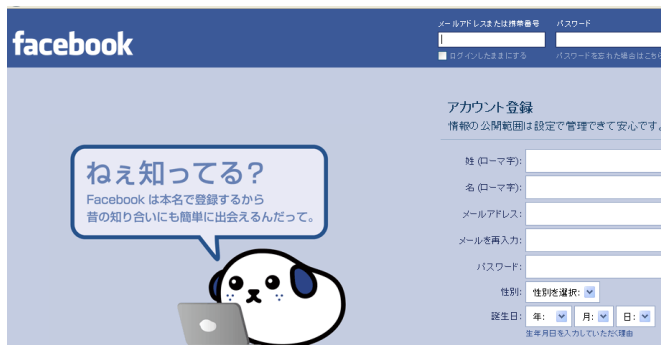 メールアドレスまたは携帯番号
パスワード
facebook
ログインしたままにする
パスワードを忘れた場合はこちら
アカウント登録
情報の公開範囲は設定で管理できて安心です。
ねぇ知ってる?
Facebook は本名で登録するから
昔の知り合いにも簡単に出会えるんだって。
姓 (ローマ字):
名 (ローマ字):
メールアドレス:
メールを再入力:
パスワード:
性別: 性別を選択:
誕生日: 年: 月: 日:
生年月日を入力していただく理由